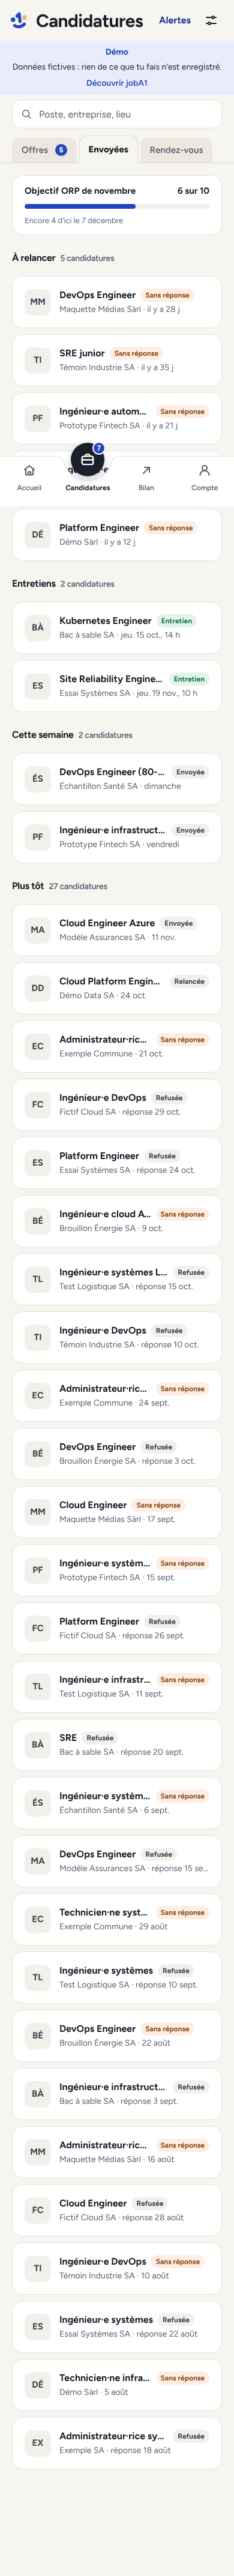 Candidatures
Alertes
Démo
Données fictives : rien de ce que tu fais n'est enregistré.
Découvrir jobA1
Poste, entreprise, lieu
Offres 5
Envoyées
Rendez-vous
Objectif ORP de novembre 6 sur 10
Encore 4 d'ici le 7 décembre
À relancer 5 candidatures
MM
DevOps Engineer Sans réponse
Maquette Médias Sàrl · il y a 28 j
TI
SRE junior Sans réponse
Témoin Industrie SA · il y a 35 j
PF
Ingénieur·e autom… Sans réponse
Prototype Fintech SA · il y a 21 j
7
Accueil
Candidatures
Bilan
Compte
DÉ
Platform Engineer Sans réponse
Démo Sàrl · il y a 12 j
Entretiens 2 candidatures
BÀ
Kubernetes Engineer Entretien
Bac à sable SA · jeu. 15 oct., 14 h
ES
Site Reliability Engine… Entretien
Essai Systèmes SA · jeu. 19 nov., 10 h
Cette semaine 2 candidatures
ÉS
DevOps Engineer (80-… Envoyée
Échantillon Santé SA · dimanche
PF
Ingénieur·e infrastruct… Envoyée
Prototype Fintech SA · vendredi
Plus tôt 27 candidatures
MA
Cloud Engineer Azure Envoyée
Modèle Assurances SA · 11 nov.
DD
Cloud Platform Engin… Relancée
Démo Data SA · 24 oct.
EC
Administrateur·ric… Sans réponse
Exemple Commune · 21 oct.
FC
Ingénieur·e DevOps Refusée
Fictif Cloud SA · réponse 29 oct.
ES
Platform Engineer Refusée
Essai Systèmes SA · réponse 24 oct.
BÉ
Ingénieur·e cloud A… Sans réponse
Brouillon Énergie SA · 9 oct.
TL
Ingénieur·e systèmes L… Refusée
Test Logistique SA · réponse 15 oct.
TI
Ingénieur·e DevOps Refusée
Témoin Industrie SA · réponse 10 oct.
EC
Administrateur·ric… Sans réponse
Exemple Commune · 24 sept.
BÉ
DevOps Engineer Refusée
Brouillon Énergie SA · réponse 3 oct.
MM
Cloud Engineer Sans réponse
Maquette Médias Sàrl · 17 sept.
PF
Ingénieur·e systèm… Sans réponse
Prototype Fintech SA · 15 sept.
FC
Platform Engineer Refusée
Fictif Cloud SA · réponse 26 sept.
TL
Ingénieur·e infrastr… Sans réponse
Test Logistique SA · 11 sept.
BÀ
SRE Refusée
Bac à sable SA · réponse 20 sept.
ÉS
Ingénieur·e systèm… Sans réponse
Échantillon Santé SA · 6 sept.
MA
DevOps Engineer Refusée
Modèle Assurances SA · réponse 15 se…
EC
Technicien·ne syst… Sans réponse
Exemple Commune · 29 août
TL
Ingénieur·e systèmes Refusée
Test Logistique SA · réponse 10 sept.
BÉ
DevOps Engineer Sans réponse
Brouillon Énergie SA · 22 août
BÀ
Ingénieur·e infrastruct… Refusée
Bac à sable SA · réponse 3 sept.
MM
Administrateur·ric… Sans réponse
Maquette Médias Sàrl · 16 août
FC
Cloud Engineer Refusée
Fictif Cloud SA · réponse 28 août
TI
Ingénieur·e DevOps Sans réponse
Témoin Industrie SA · 10 août
ES
Ingénieur·e systèmes Refusée
Essai Systèmes SA · réponse 22 août
DÉ
Technicien·ne infra… Sans réponse
Démo Sàrl · 5 août
EX
Administrateur·rice sy… Refusée
Exemple SA · réponse 18 août